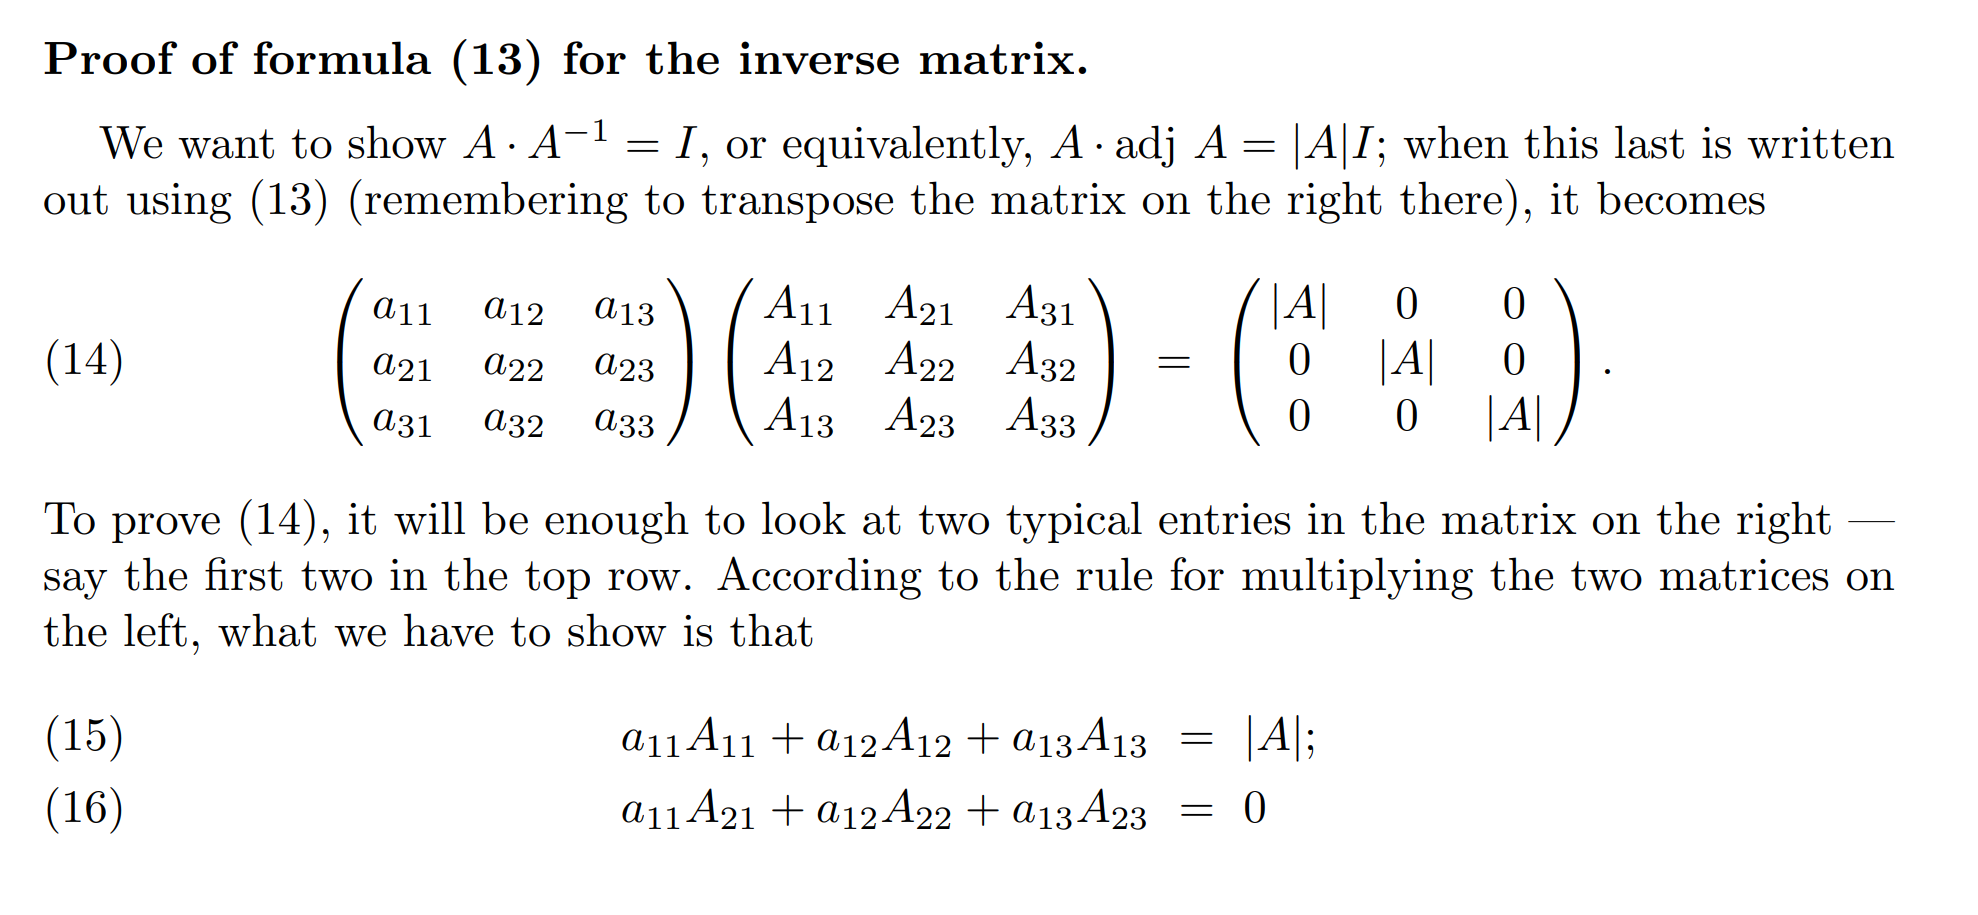 Proof of formula (13) for the inverse matrix.
We want to show A · A⁻¹ = I, or equivalently, A · adj A = |A|I; when this last is written
out using (13) (remembering to transpose the matrix on the right there), it becomes
(14) \begin{pmatrix} a_{11} & a_{12} & a_{13} \\ a_{21} & a_{22} & a_{23} \\ a_{31} & a_{32} & a_{33} \end{pmatrix} \begin{pmatrix} A_{11} & A_{21} & A_{31} \\ A_{12} & A_{22} & A_{32} \\ A_{13} & A_{23} & A_{33} \end{pmatrix} = \begin{pmatrix} |A| & 0 & 0 \\ 0 & |A| & 0 \\ 0 & 0 & |A| \end{pmatrix} .
To prove (14), it will be enough to look at two typical entries in the matrix on the right —
say the first two in the top row. According to the rule for multiplying the two matrices on
the left, what we have to show is that
(15) a_{11}A_{11} + a_{12}A_{12} + a_{13}A_{13} = |A|;
(16) a_{11}A_{21} + a_{12}A_{22} + a_{13}A_{23} = 0